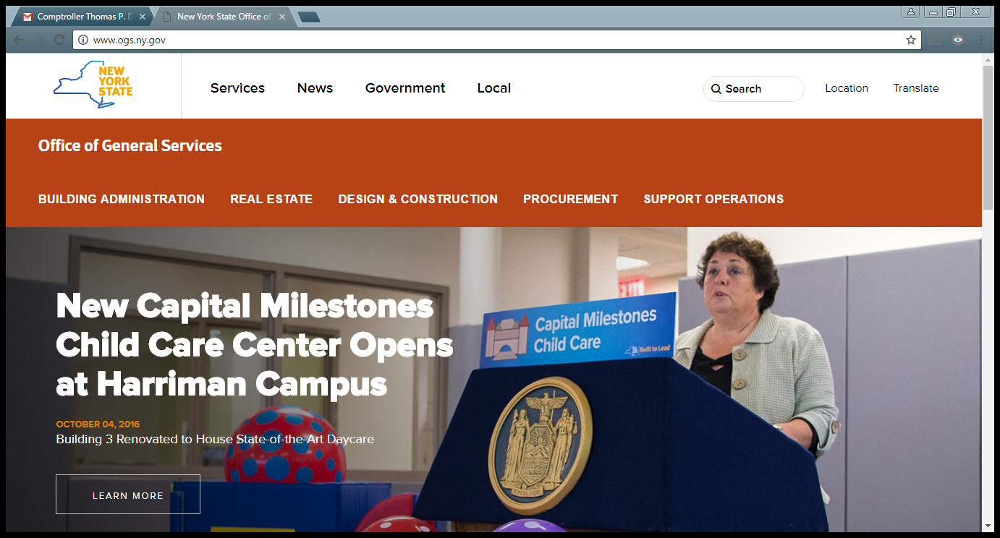 Comptroller Thomas P. D
New York State Office of
www.ogs.ny.gov
NEW
YORK
STATE
Services News Government Local
Search
Location Translate
Office of General Services
BUILDING ADMINISTRATION REAL ESTATE DESIGN & CONSTRUCTION PROCUREMENT SUPPORT OPERATIONS
EXIT
New Capital Milestones
Child Care Center Opens
at Harriman Campus
Capital Milestones
Child Care
Built to Lead
OCTOBER 04, 2016
Building 3 Renovated to House State-of-the-Art Daycare
EXCELSIOR
LEARN MORE